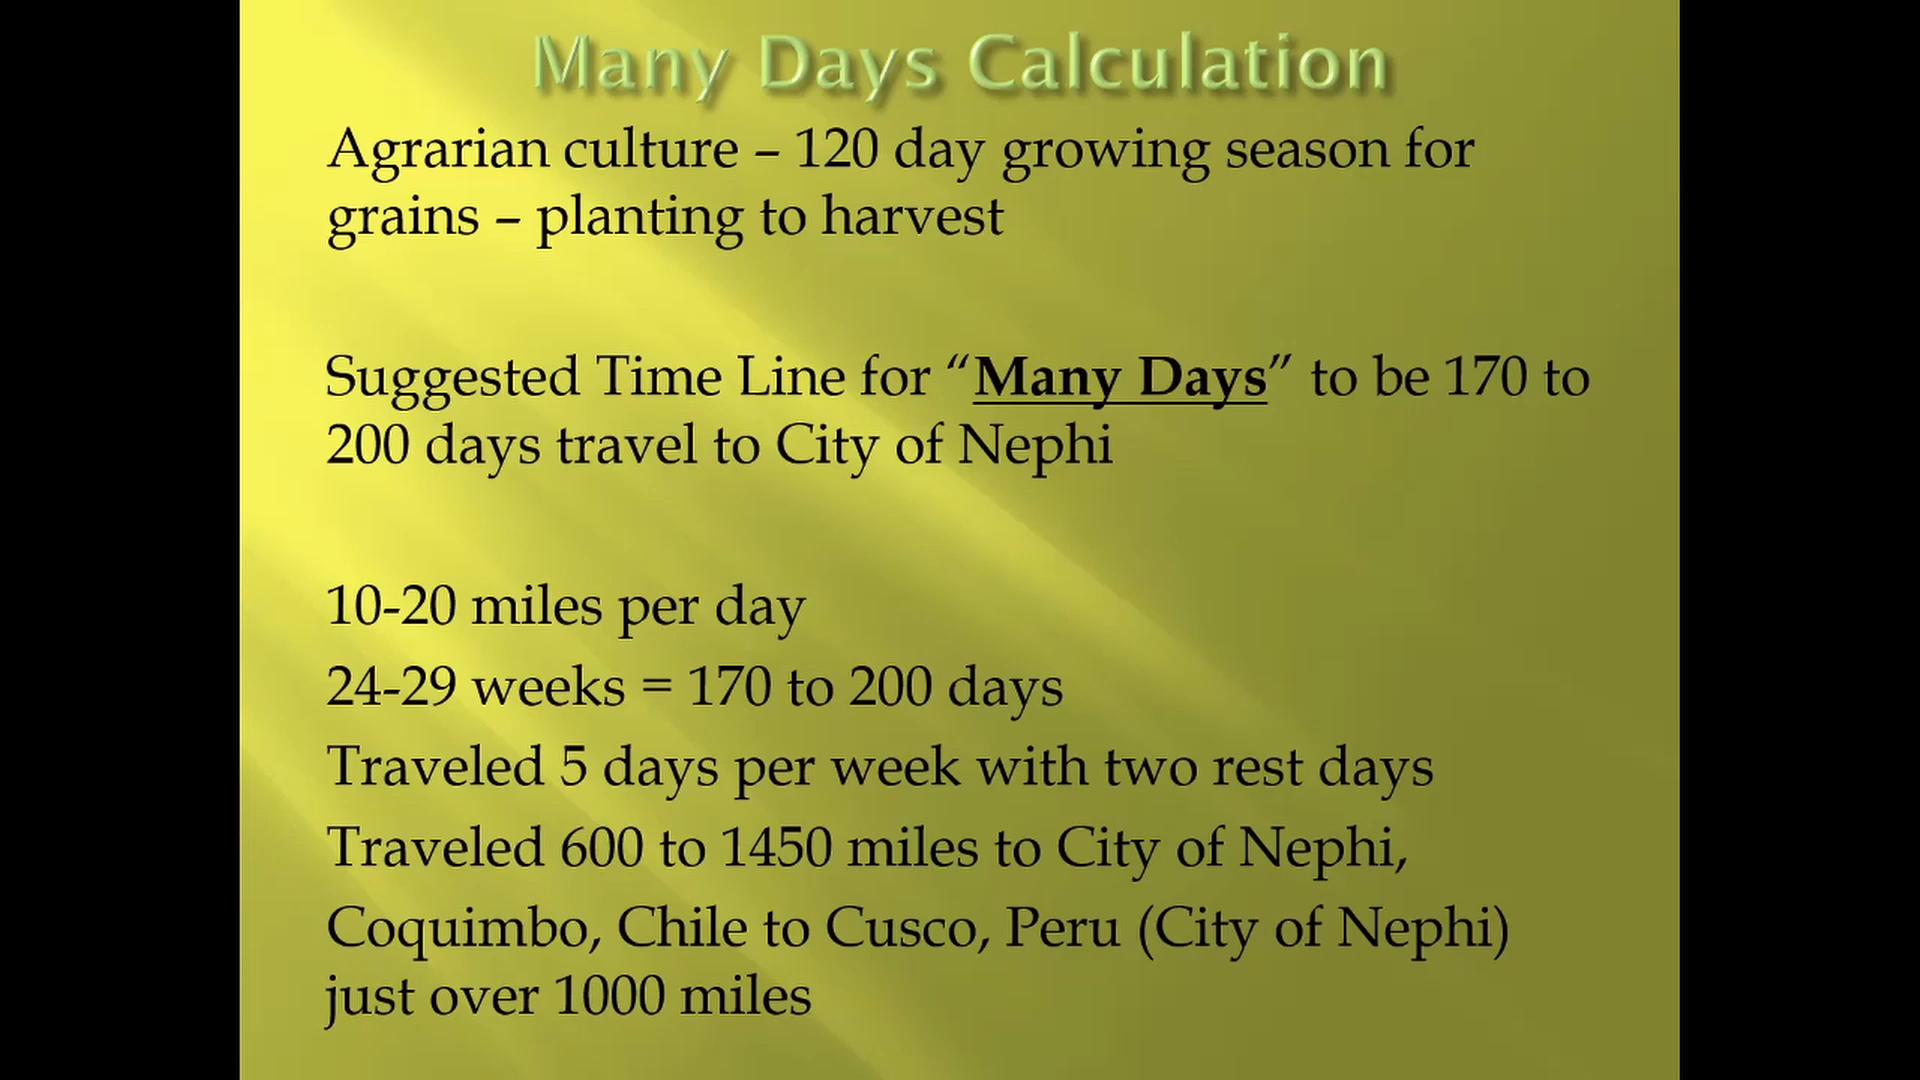 Many Days Calculation
Agrarian culture – 120 day growing season for
grains – planting to harvest
Suggested Time Line for “Many Days” to be 170 to
200 days travel to City of Nephi
10-20 miles per day
24-29 weeks = 170 to 200 days
Traveled 5 days per week with two rest days
Traveled 600 to 1450 miles to City of Nephi,
Coquimbo, Chile to Cusco, Peru (City of Nephi)
just over 1000 miles